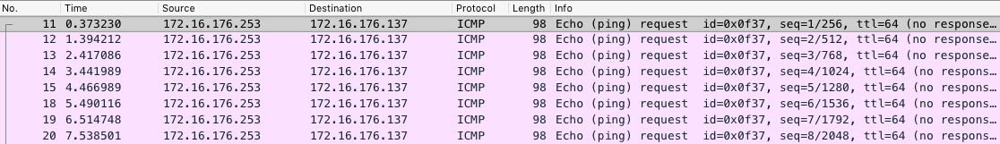 No. Time Source Destination Protocol Length Info
11 0.373230 172.16.176.253 172.16.176.137 ICMP 98 Echo (ping) request id=0x0f37, seq=1/256, ttl=64 (no response…
12 1.394212 172.16.176.253 172.16.176.137 ICMP 98 Echo (ping) request id=0x0f37, seq=2/512, ttl=64 (no response…
13 2.417086 172.16.176.253 172.16.176.137 ICMP 98 Echo (ping) request id=0x0f37, seq=3/768, ttl=64 (no response…
14 3.441989 172.16.176.253 172.16.176.137 ICMP 98 Echo (ping) request id=0x0f37, seq=4/1024, ttl=64 (no respons…
15 4.466989 172.16.176.253 172.16.176.137 ICMP 98 Echo (ping) request id=0x0f37, seq=5/1280, ttl=64 (no respons…
18 5.490116 172.16.176.253 172.16.176.137 ICMP 98 Echo (ping) request id=0x0f37, seq=6/1536, ttl=64 (no respons…
19 6.514748 172.16.176.253 172.16.176.137 ICMP 98 Echo (ping) request id=0x0f37, seq=7/1792, ttl=64 (no respons…
20 7.538501 172.16.176.253 172.16.176.137 ICMP 98 Echo (ping) request id=0x0f37, seq=8/2048, ttl=64 (no respons…